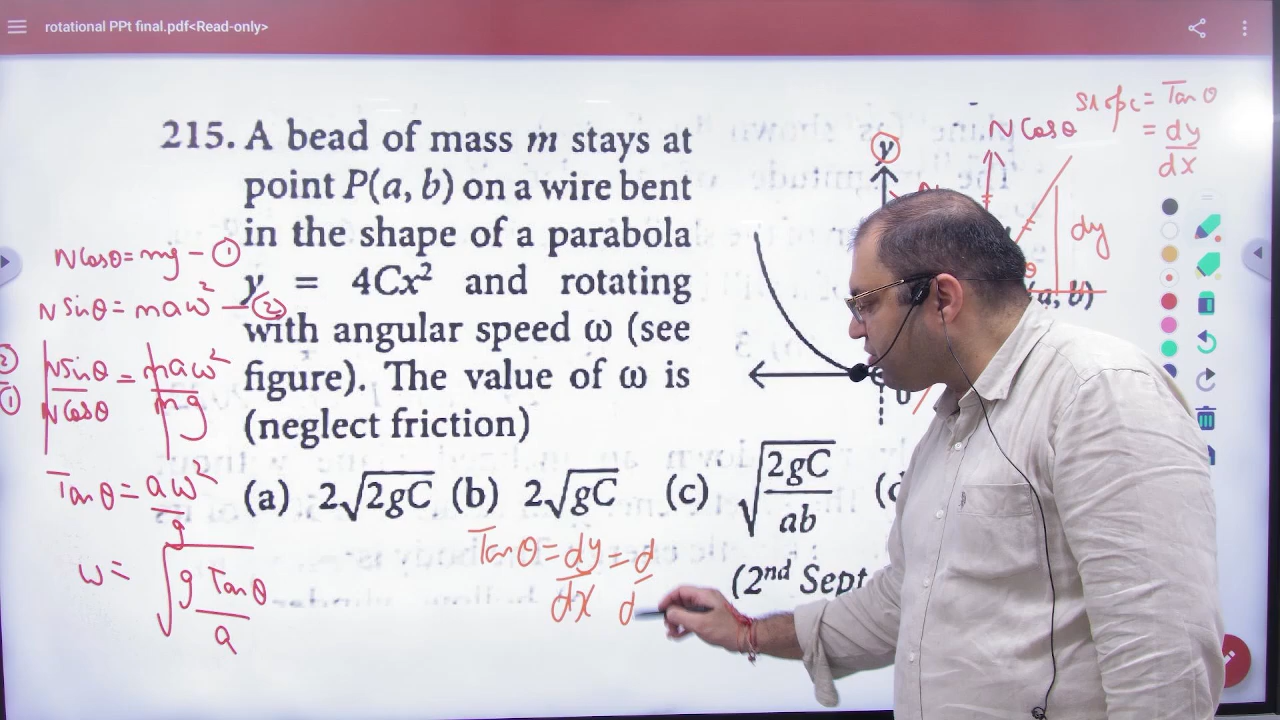 rotational PPt final.pdf<Read-only>
215. A bead of mass m stays at
point P(a, b) on a wire bent
in the shape of a parabola
y = 4Cx² and rotating
with angular speed ω (see
figure). The value of ω is
(neglect friction)
(a) 2√2gC (b) 2√gC (c) √2gC/ab (d
(2nd Sept
y
a, b)
Slope = Tanθ
= dy/dx
NCosθ
dy
θ
NCosθ = mg – ①
NSinθ = maω² – ②
② NSinθ = maω²
① NCosθ mg
Tanθ = aω²/g
ω = √g Tanθ/a
Tanθ = dy/dx = d/d